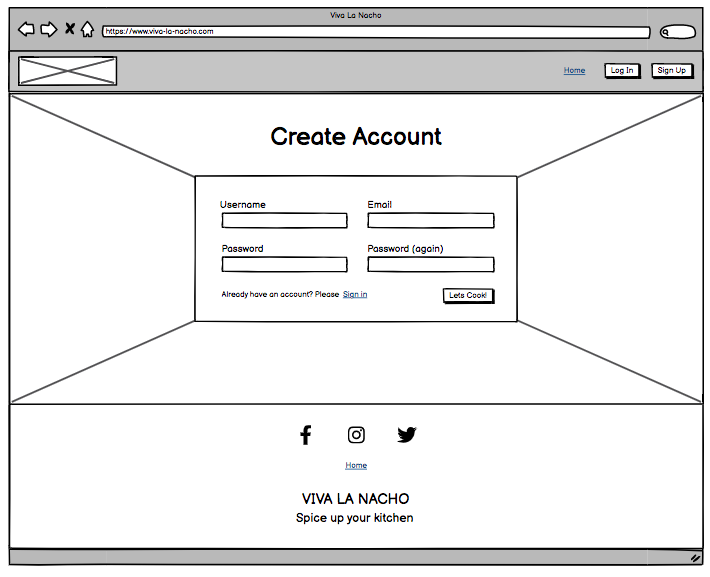 Viva La Nacho
https://www.viva-la-nacho.com
Home Log In Sign Up
Create Account
Username Email
Password Password (again)
Already have an account? Please Sign in Lets Cook!
Home
VIVA LA NACHO
Spice up your kitchen